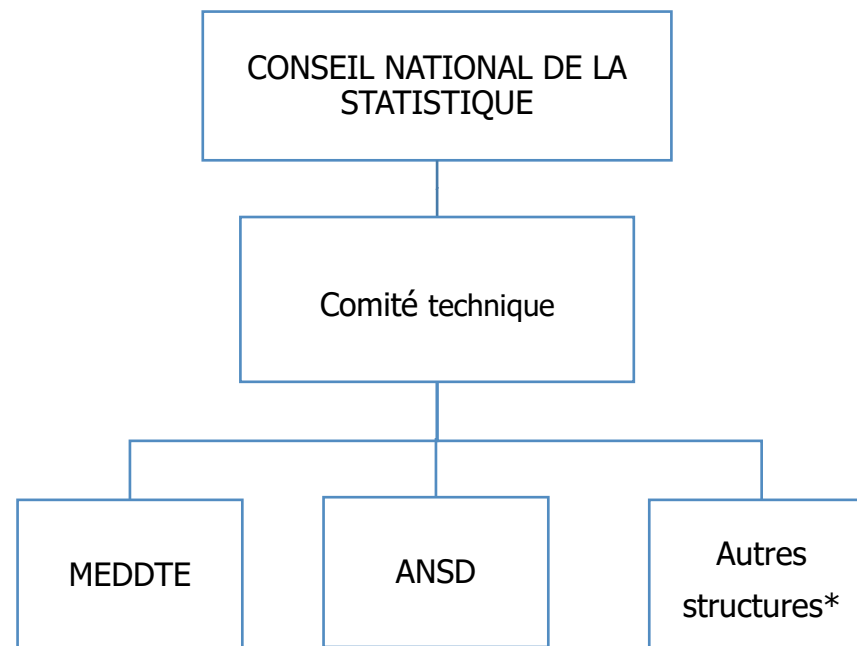 CONSEIL NATIONAL DE LA
STATISTIQUE
Comité technique
MEDDTE
ANSD
Autres
structures*